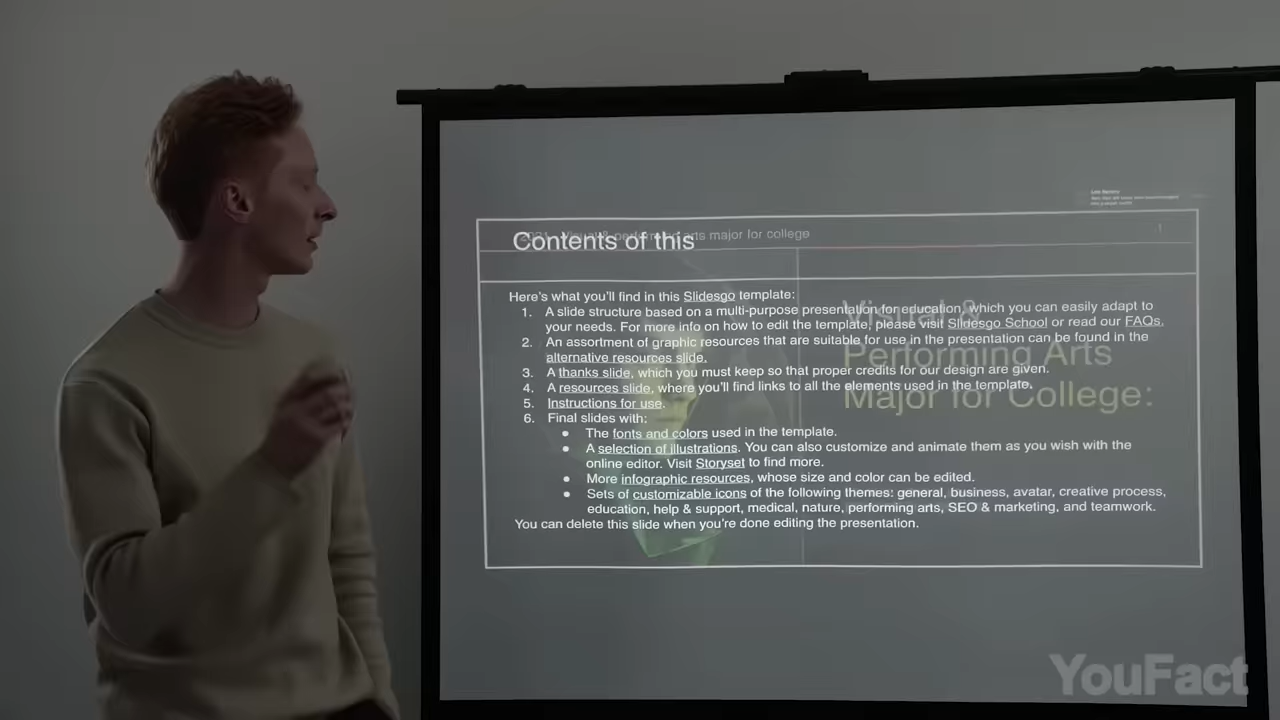 2021 Visual & performing arts major for college
1
Contents of this
Here's what you'll find in this Slidesgo template:
1. A slide structure based on a multi-purpose presentation for education, which you can easily adapt to
your needs. For more info on how to edit the template, please visit Slidesgo School or read our FAQs.
2. An assortment of graphic resources that are suitable for use in the presentation can be found in the
alternative resources slide.
3. A thanks slide, which you must keep so that proper credits for our design are given.
4. A resources slide, where you'll find links to all the elements used in the template.
5. Instructions for use.
6. Final slides with:
● The fonts and colors used in the template.
● A selection of illustrations. You can also customize and animate them as you wish with the
online editor. Visit Storyset to find more.
● More infographic resources, whose size and color can be edited.
● Sets of customizable icons of the following themes: general, business, avatar, creative process,
education, help & support, medical, nature, performing arts, SEO & marketing, and teamwork.
You can delete this slide when you're done editing the presentation.
Visual &
Performing Arts
Major for College:
YouFact